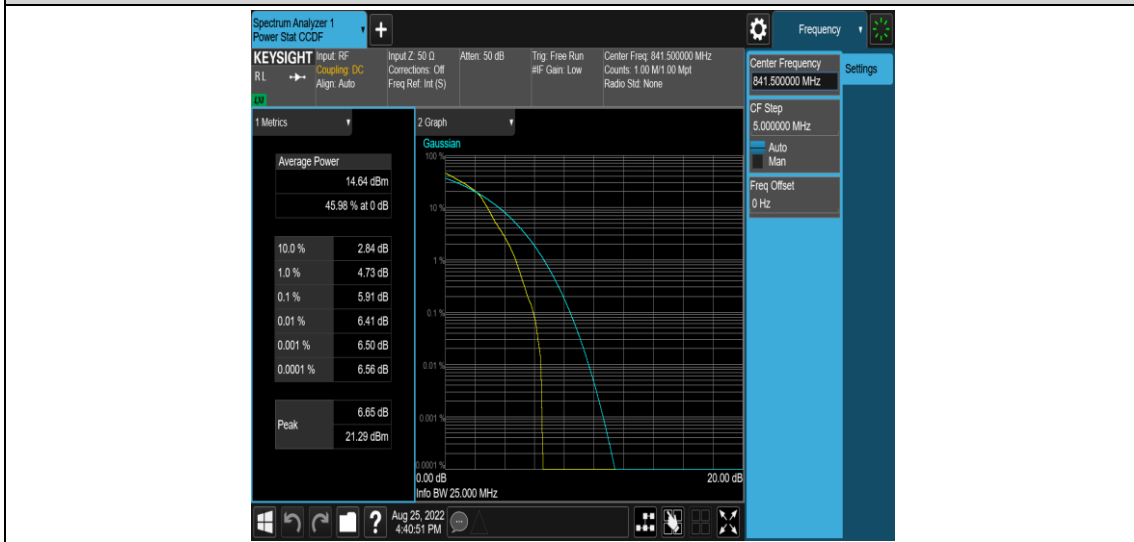 Spectrum Analyzer 1
Power Stat CCDF
Frequency
KEYSIGHT
RL
Input: RF
Coupling: DC
Align: Auto
Input Z: 50 Ω
Corrections: Off
Freq Ref: Int (S)
Atten: 50 dB
Trig: Free Run
#IF Gain: Low
Center Freq: 841.500000 MHz
Counts: 1.00 M/1.00 Mpt
Radio Std: None
Center Frequency
841.500000 MHz
Settings
CF Step
5.000000 MHz
Auto
Man
Freq Offset
0 Hz
1 Metrics
Average Power
14.64 dBm
45.98 % at 0 dB
10.0 % 2.84 dB
1.0 % 4.73 dB
0.1 % 5.91 dB
0.01 % 6.41 dB
0.001 % 6.50 dB
0.0001 % 6.56 dB
Peak 6.65 dB
21.29 dBm
2 Graph
Gaussian
100 %
10 %
1 %
0.1 %
0.01 %
0.001 %
0.0001 %
0.00 dB 20.00 dB
Info BW 25.000 MHz
Aug 25, 2022
4:40:51 PM